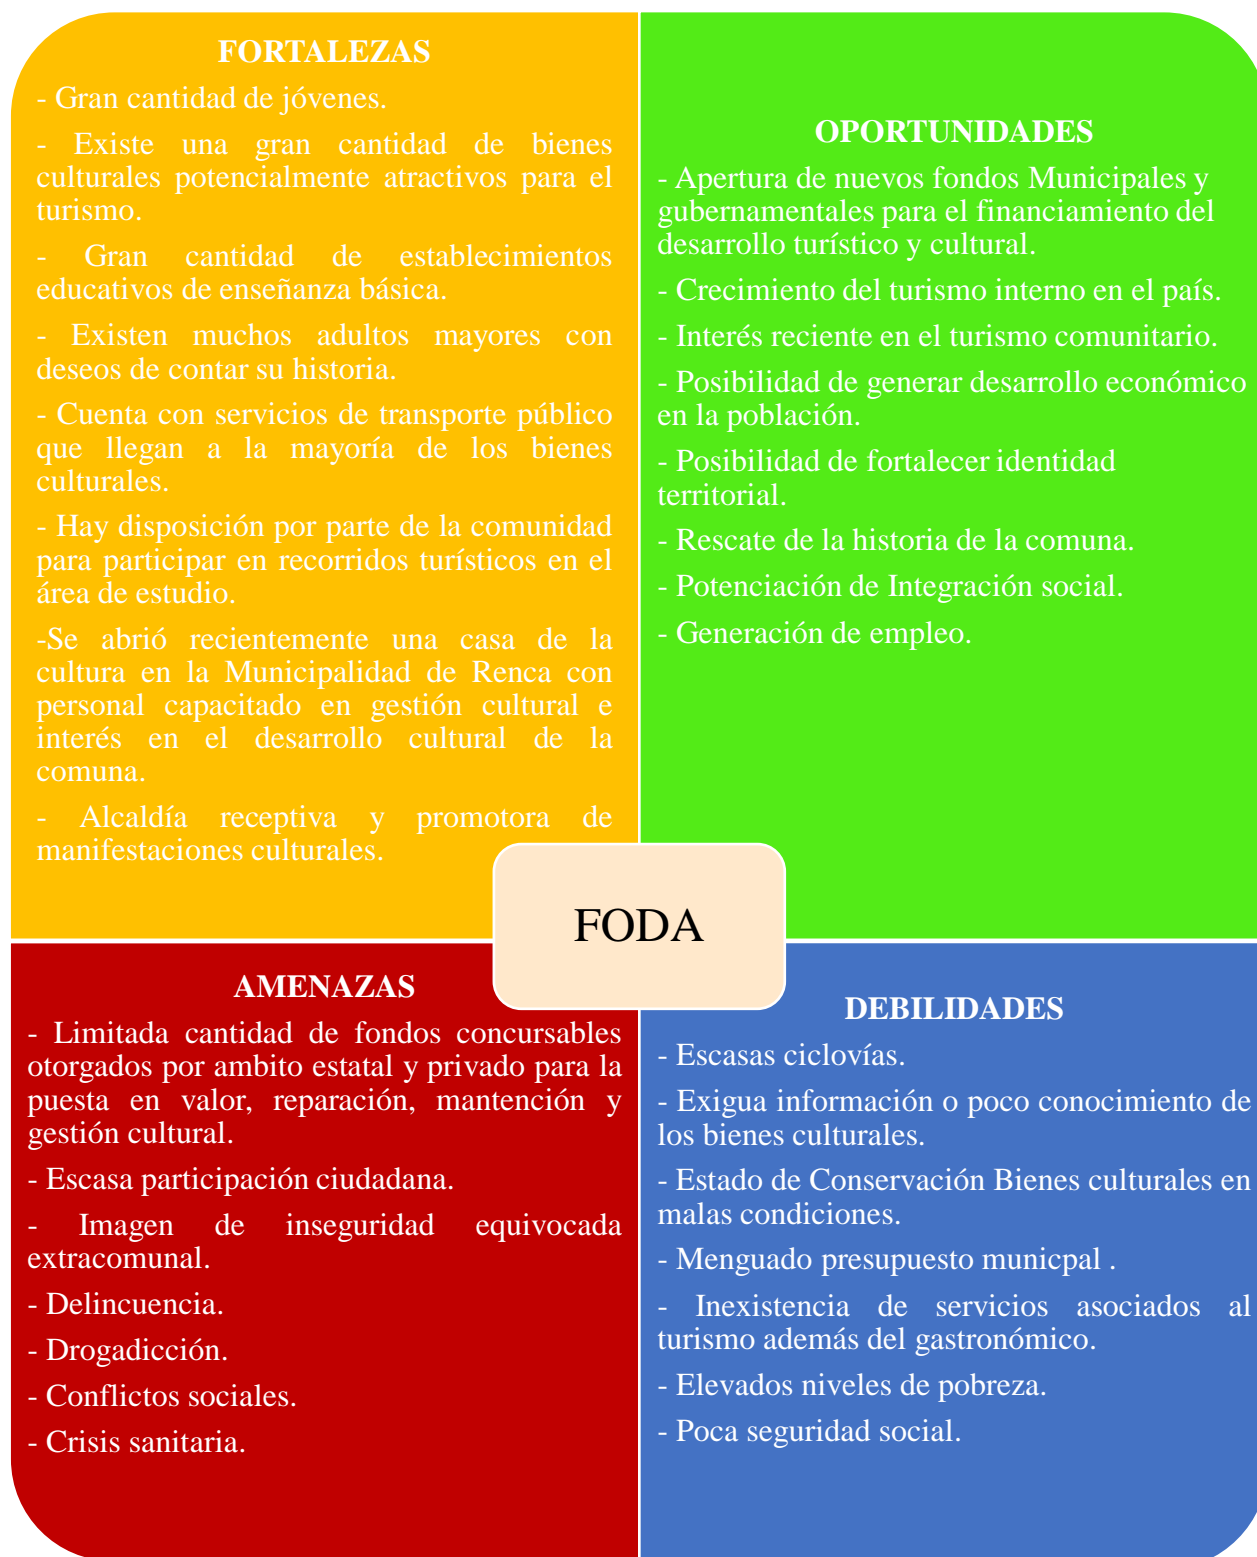 FORTALEZAS
- Gran cantidad de jóvenes.
- Existe una gran cantidad de bienes
culturales potencialmente atractivos para el
turismo.
- Gran cantidad de establecimientos
educativos de enseñanza básica.
- Existen muchos adultos mayores con
deseos de contar su historia.
- Cuenta con servicios de transporte público
que llegan a la mayoría de los bienes
culturales.
- Hay disposición por parte de la comunidad
para participar en recorridos turísticos en el
área de estudio.
-Se abrió recientemente una casa de la
cultura en la Municipalidad de Renca con
personal capacitado en gestión cultural e
interés en el desarrollo cultural de la
comuna.
- Alcaldía receptiva y promotora de
manifestaciones culturales.
OPORTUNIDADES
- Apertura de nuevos fondos Municipales y
gubernamentales para el financiamiento del
desarrollo turístico y cultural.
- Crecimiento del turismo interno en el país.
- Interés reciente en el turismo comunitario.
- Posibilidad de generar desarrollo económico
en la población.
- Posibilidad de fortalecer identidad
territorial.
- Rescate de la historia de la comuna.
- Potenciación de Integración social.
- Generación de empleo.
FODA
AMENAZAS
- Limitada cantidad de fondos concursables
otorgados por ambito estatal y privado para la
puesta en valor, reparación, mantención y
gestión cultural.
- Escasa participación ciudadana.
- Imagen de inseguridad equivocada
extracomunal.
- Delincuencia.
- Drogadicción.
- Conflictos sociales.
- Crisis sanitaria.
DEBILIDADES
- Escasas ciclovías.
- Exigua información o poco conocimiento de
los bienes culturales.
- Estado de Conservación Bienes culturales en
malas condiciones.
- Menguado presupuesto municpal .
- Inexistencia de servicios asociados al
turismo además del gastronómico.
- Elevados niveles de pobreza.
- Poca seguridad social.